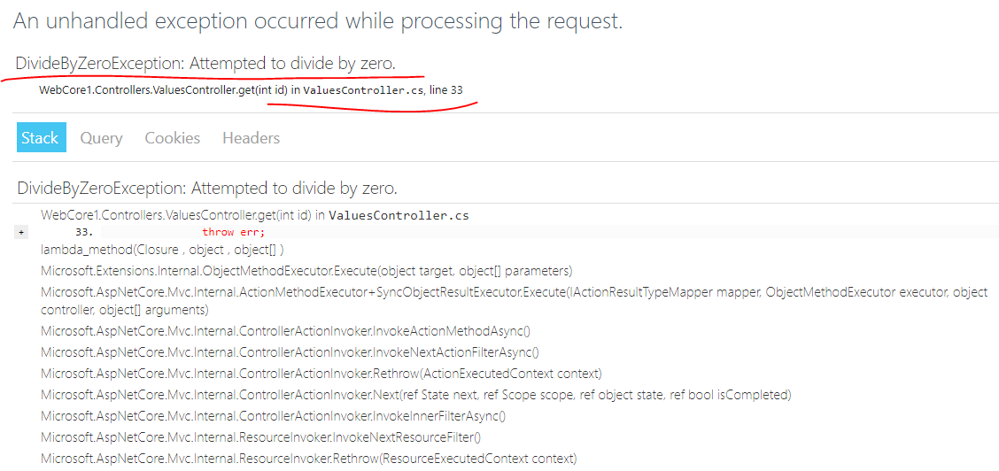 An unhandled exception occurred while processing the request.
DivideByZeroException: Attempted to divide by zero.
WebCore1.Controllers.ValuesController.get(int id) in ValuesController.cs, line 33
Stack Query Cookies Headers
DivideByZeroException: Attempted to divide by zero.
WebCore1.Controllers.ValuesController.get(int id) in ValuesController.cs
+ 33. throw err;
lambda_method(Closure , object , object[] )
Microsoft.Extensions.Internal.ObjectMethodExecutor.Execute(object target, object[] parameters)
Microsoft.AspNetCore.Mvc.Internal.ActionMethodExecutor+SyncObjectResultExecutor.Execute(IActionResultTypeMapper mapper, ObjectMethodExecutor executor, object
controller, object[] arguments)
Microsoft.AspNetCore.Mvc.Internal.ControllerActionInvoker.InvokeActionMethodAsync()
Microsoft.AspNetCore.Mvc.Internal.ControllerActionInvoker.InvokeNextActionFilterAsync()
Microsoft.AspNetCore.Mvc.Internal.ControllerActionInvoker.Rethrow(ActionExecutedContext context)
Microsoft.AspNetCore.Mvc.Internal.ControllerActionInvoker.Next(ref State next, ref Scope scope, ref object state, ref bool isCompleted)
Microsoft.AspNetCore.Mvc.Internal.ControllerActionInvoker.InvokeInnerFilterAsync()
Microsoft.AspNetCore.Mvc.Internal.ResourceInvoker.InvokeNextResourceFilter()
Microsoft.AspNetCore.Mvc.Internal.ResourceInvoker.Rethrow(ResourceExecutedContext context)